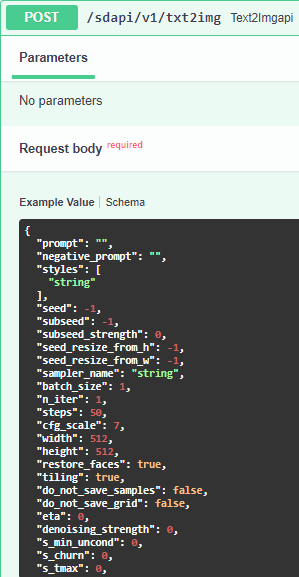 POST /sdapi/v1/txt2img Text2Imgapi
Parameters
No parameters
Request body required
Example Value Schema
{
  "prompt": "",
  "negative_prompt": "",
  "styles": [
    "string"
  ],
  "seed": -1,
  "subseed": -1,
  "subseed_strength": 0,
  "seed_resize_from_h": -1,
  "seed_resize_from_w": -1,
  "sampler_name": "string",
  "batch_size": 1,
  "n_iter": 1,
  "steps": 50,
  "cfg_scale": 7,
  "width": 512,
  "height": 512,
  "restore_faces": true,
  "tiling": true,
  "do_not_save_samples": false,
  "do_not_save_grid": false,
  "eta": 0,
  "denoising_strength": 0,
  "s_min_uncond": 0,
  "s_churn": 0,
  "s_tmax": 0,